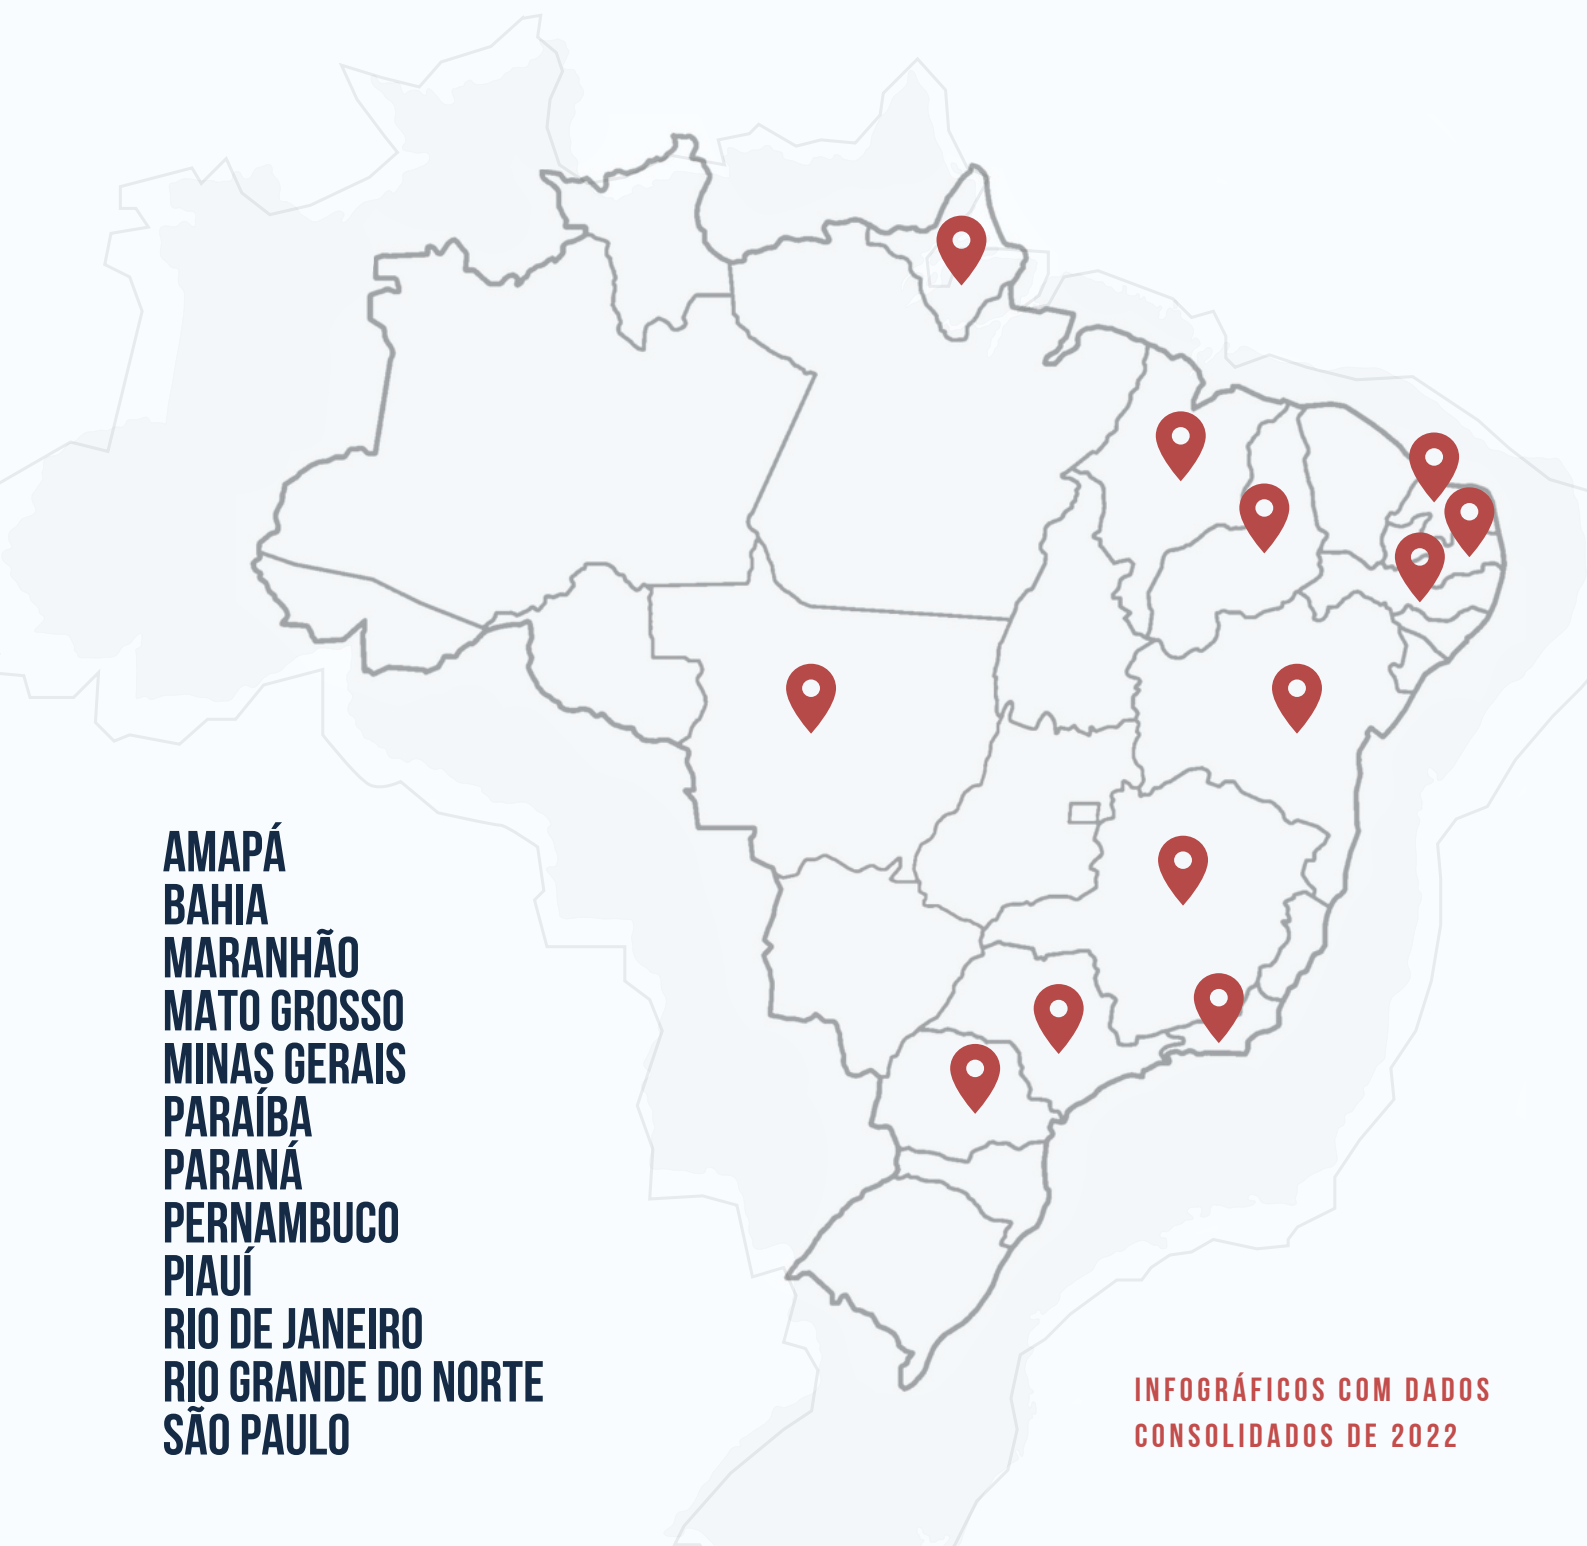 AMAPÁ
BAHIA
MARANHÃO
MATO GROSSO
MINAS GERAIS
PARAÍBA
PARANÁ
PERNAMBUCO
PIAUÍ
RIO DE JANEIRO
RIO GRANDE DO NORTE
SÃO PAULO
INFOGRÁFICOS COM DADOS
CONSOLIDADOS DE 2022